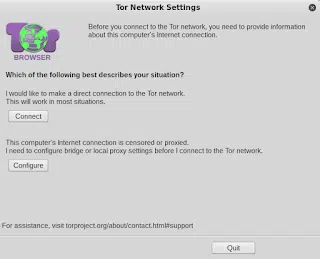 Tor Network Settings
Before you connect to the Tor network, you need to provide information
about this computer's Internet connection.
Tor
BROWSER
Which of the following best describes your situation?
I would like to make a direct connection to the Tor network.
This will work in most situations.
Connect
This computer's Internet connection is censored or proxied.
I need to configure bridge or local proxy settings before I connect to the Tor network.
Configure
For assistance, visit torproject.org/about/contact.html#support
Quit